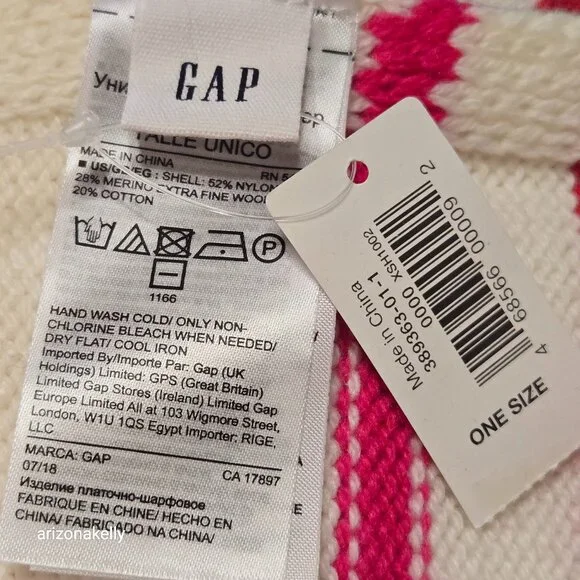 GAP
Уни
TALLE UNICO
MADE IN CHINA
RN 5
■ US/GE/EG: SHELL: 52% NYLON
28% MERINO EXTRA FINE WOOL
20% COTTON
P
1166
HAND WASH COLD/ ONLY NON-
CHLORINE BLEACH WHEN NEEDED/
DRY FLAT/ COOL IRON
Imported By/Importe Par: Gap (UK
Holdings) Limited: GPS (Great Britain)
Limited Gap Stores (Ireland) Limited Gap
Europe Limited All at 103 Wigmore Street,
London, W1U 1QS Egypt Importer: RIGE,
LLC
MARCA: GAP
07/18
CA 17897
Изделие платочно-шарфовое
FABRIQUE EN CHINE/ HECHO EN
CHINA/ FABRICADO NA CHINA/
Made in China
389363-01-1
0000 XSH1002
4 68566 00009 2
ONE SIZE
arizonakelly